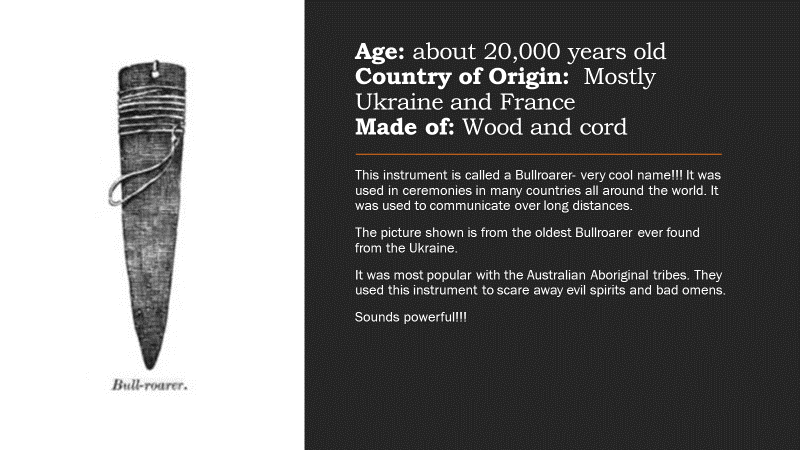 Bull-roarer.
Age: about 20,000 years old
Country of Origin:  Mostly
Ukraine and France
Made of: Wood and cord
This instrument is called a Bullroarer- very cool name!!! It was
used in ceremonies in many countries all around the world. It
was used to communicate over long distances.
The picture shown is from the oldest Bullroarer ever found
from the Ukraine.
It was most popular with the Australian Aboriginal tribes. They
used this instrument to scare away evil spirits and bad omens.
Sounds powerful!!!